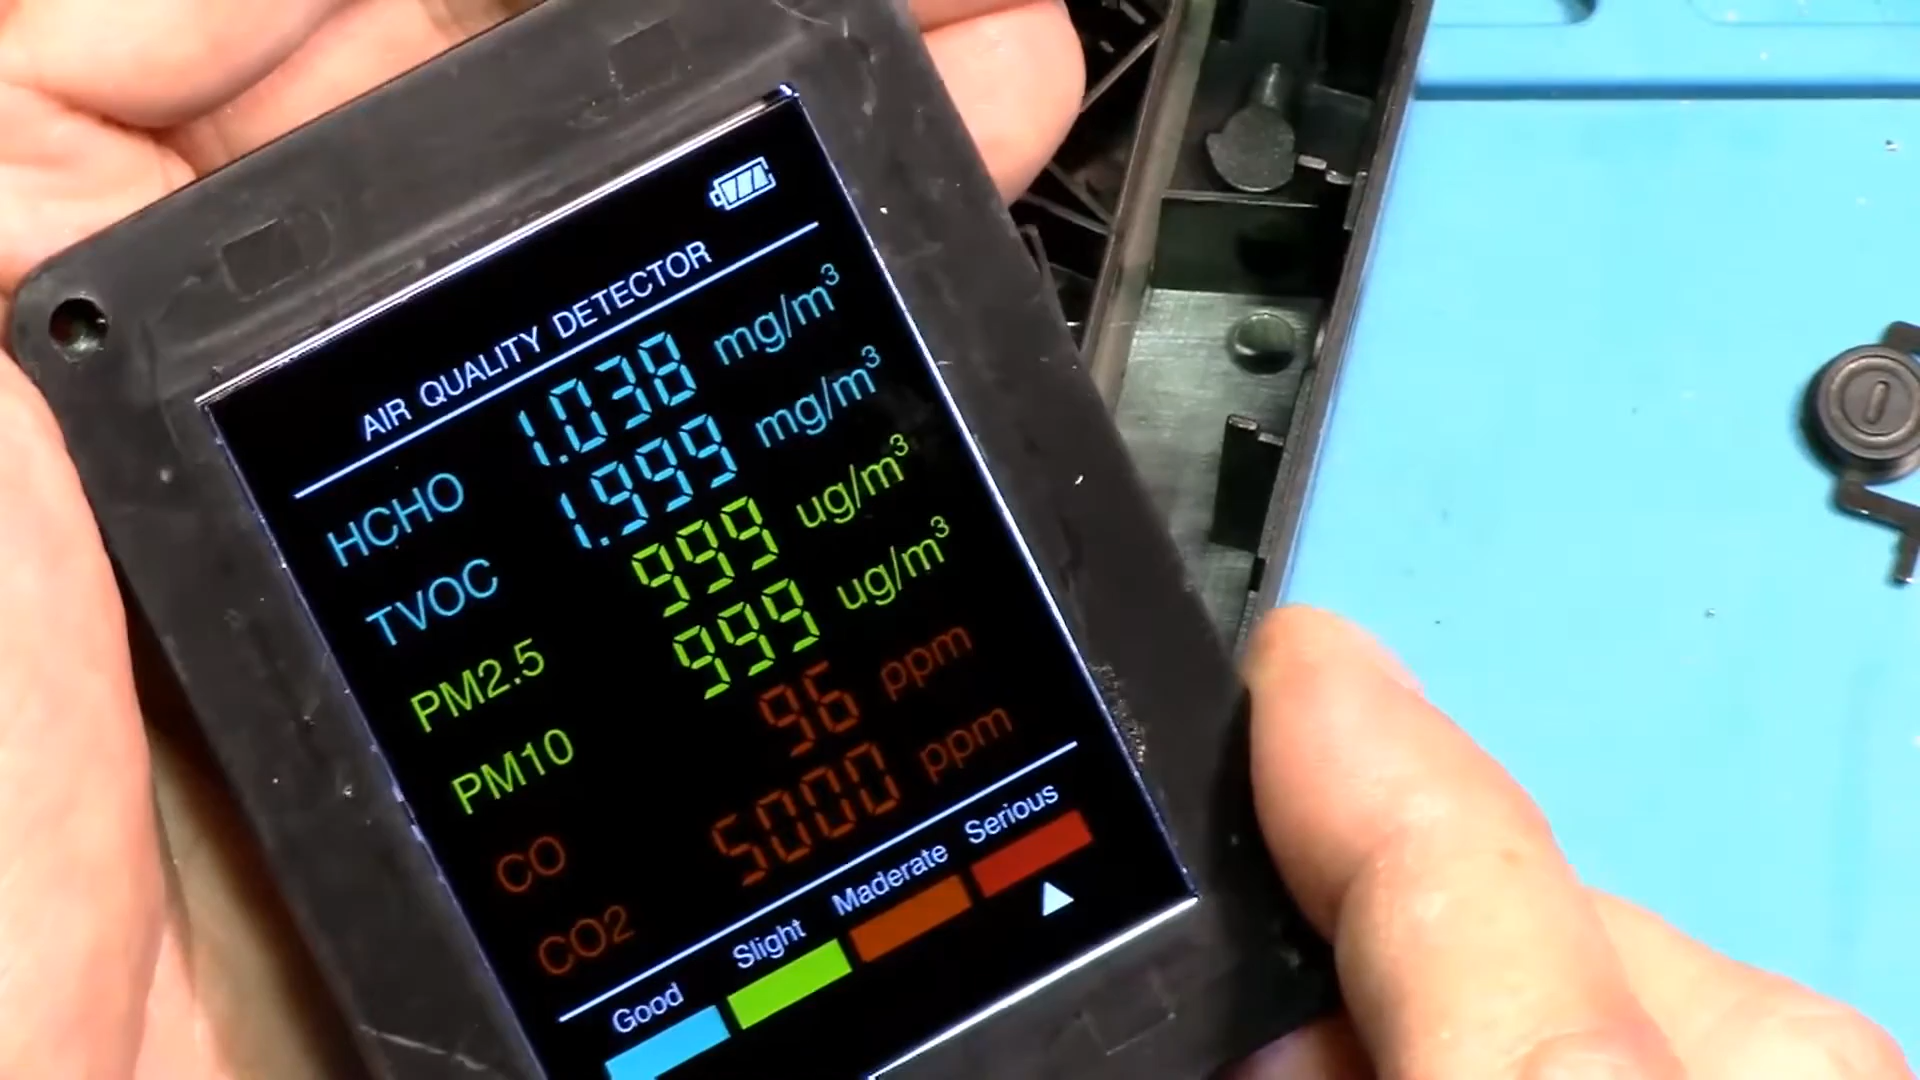 AIR QUALITY DETECTOR
HCHO 1.038 mg/m³
TVOC 1.999 mg/m³
PM2.5 999 ug/m³
PM10 999 ug/m³
CO 96 ppm
CO2 5000 ppm
Good Slight Maderate Serious